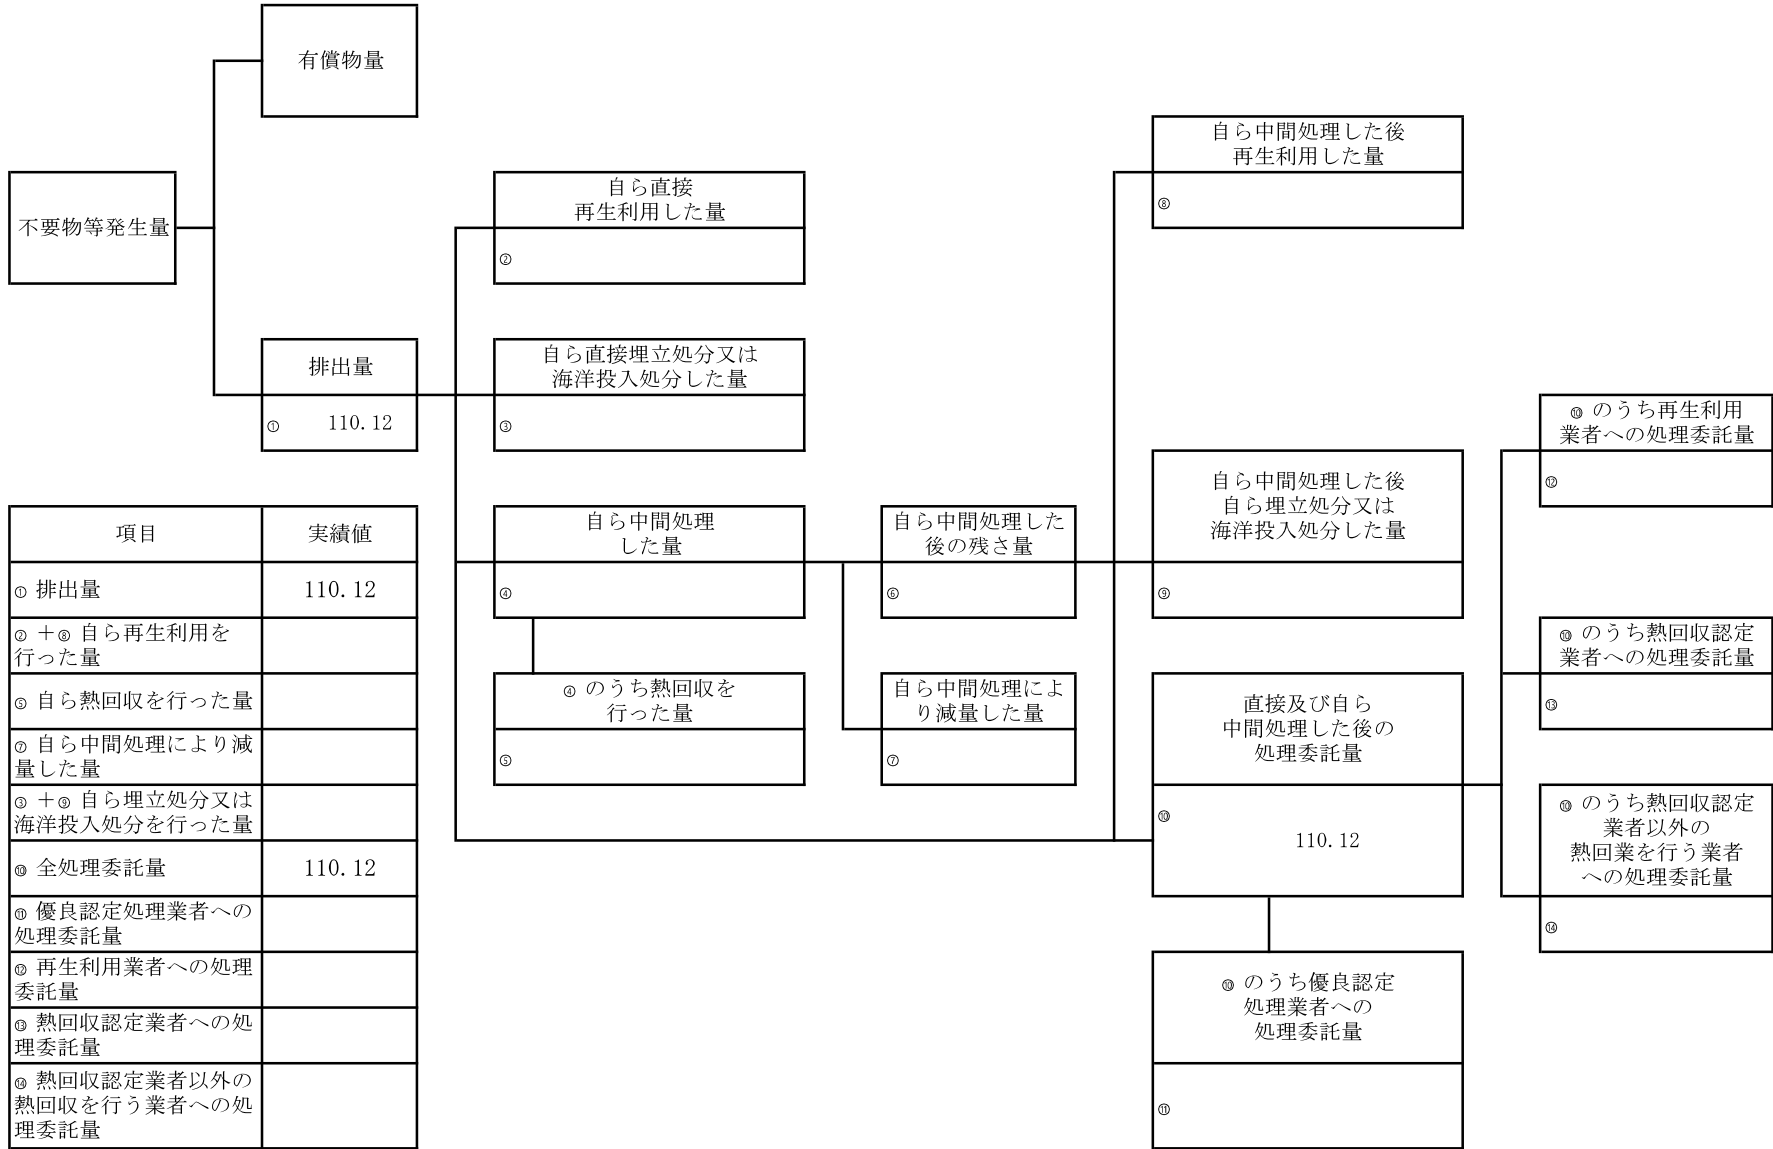 有償物量
不要物等発生量
排出量
① 110.12
自ら直接
再生利用した量
②
自ら直接埋立処分又は
海洋投入処分した量
③
自ら中間処理
した量
④
④ のうち熱回収を
行った量
⑤
自ら中間処理した
後の残さ量
⑥
自ら中間処理によ
り減量した量
⑦
自ら中間処理した後
再生利用した量
⑧
自ら中間処理した後
自ら埋立処分又は
海洋投入処分した量
⑨
直接及び自ら
中間処理した後の
処理委託量
⑩
110.12
⑩ のうち優良認定
処理業者への
処理委託量
⑪
⑩ のうち再生利用
業者への処理委託量
⑫
⑩ のうち熱回収認定
業者への処理委託量
⑬
⑩ のうち熱回収認定
業者以外の
熱回業を行う業者
への処理委託量
⑭
項目 実績値
① 排出量 110.12
② +⑧ 自ら再生利用を
行った量
⑤ 自ら熱回収を行った量
⑦ 自ら中間処理により減
量した量
③ +⑨ 自ら埋立処分又は
海洋投入処分を行った量
⑩ 全処理委託量 110.12
⑪ 優良認定処理業者への
処理委託量
⑫ 再生利用業者への処理
委託量
⑬ 熱回収認定業者への処
理委託量
⑭ 熱回収認定業者以外の
熱回収を行う業者への処
理委託量